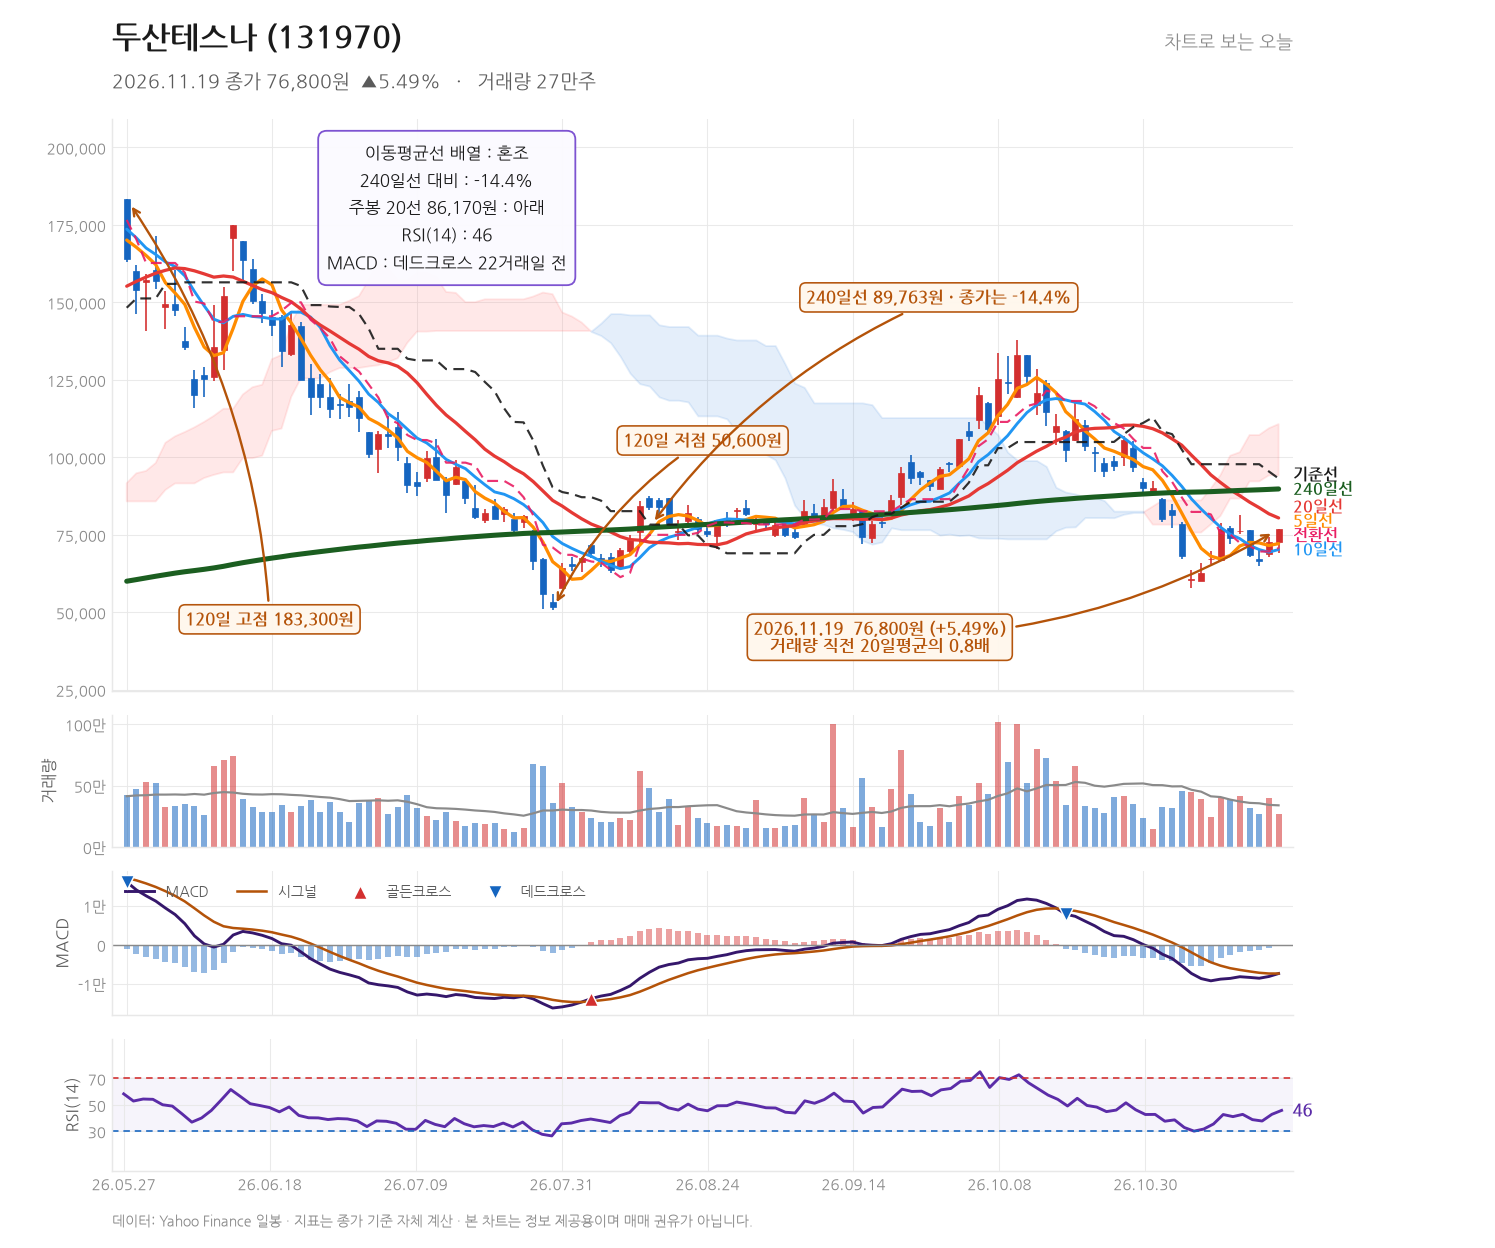 두산테스나 (131970)
차트로 보는 오늘
2026.11.19 종가 76,800원 ▲5.49% · 거래량 27만주
200,000
175,000
150,000
125,000
100,000
75,000
50,000
25,000
이동평균선 배열 : 혼조
240일선 대비 : -14.4%
주봉 20선 86,170원 : 아래
RSI(14) : 46
MACD : 데드크로스 22거래일 전
240일선 89,763원 · 종가는 -14.4%
120일 저점 50,600원
120일 고점 183,300원
2026.11.19 76,800원 (+5.49%)
거래량 직전 20일평균의 0.8배
기준선
240일선
20일선
5일선
전환선
10일선
거래량
100만
50만
0만
MACD
1만
0
-1만
MACD
시그널
골든크로스
데드크로스
RSI(14)
70
50
30
46
26.05.27
26.06.18
26.07.09
26.07.31
26.08.24
26.09.14
26.10.08
26.10.30
데이터: Yahoo Finance 일봉 · 지표는 종가 기준 자체 계산 · 본 차트는 정보 제공용이며 매매 권유가 아닙니다.